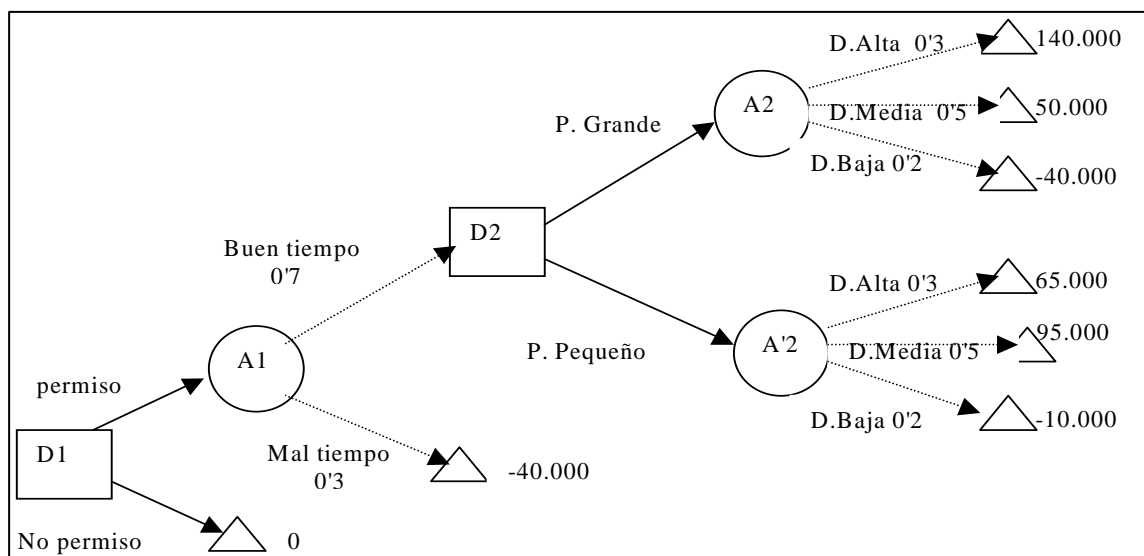 D.Alta 0'3
140.000
A2
D.Media 0'5
50.000
P. Grande
D.Baja 0'2
-40.000
D2
Buen tiempo
0'7
D.Alta 0'3
65.000
A'2
D.Media 0'5
95.000
P. Pequeño
A1
permiso
D.Baja 0'2
-10.000
D1
Mal tiempo
0'3
-40.000
No permiso
0